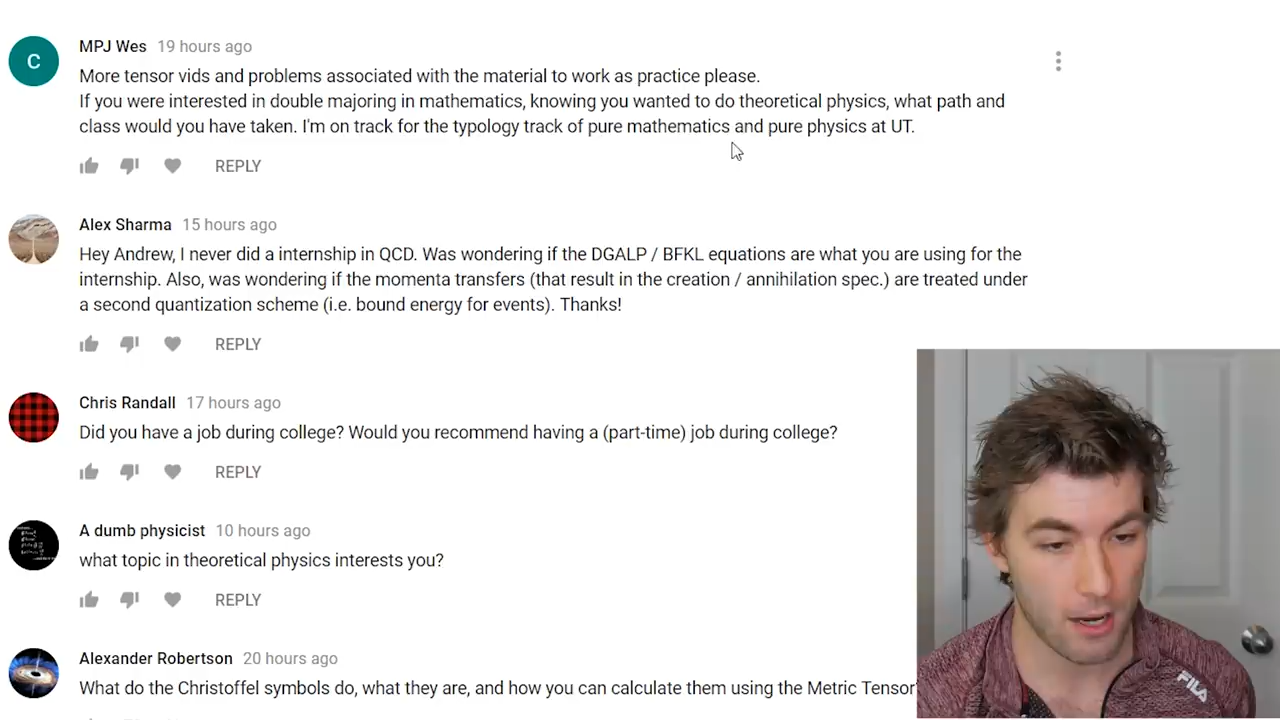 MPJ Wes 19 hours ago
More tensor vids and problems associated with the material to work as practice please.
If you were interested in double majoring in mathematics, knowing you wanted to do theoretical physics, what path and
class would you have taken. I'm on track for the typology track of pure mathematics and pure physics at UT.
REPLY
C
Alex Sharma 15 hours ago
Hey Andrew, I never did a internship in QCD. Was wondering if the DGALP / BFKL equations are what you are using for the
internship. Also, was wondering if the momenta transfers (that result in the creation / annihilation spec.) are treated under
a second quantization scheme (i.e. bound energy for events). Thanks!
REPLY
Chris Randall 17 hours ago
Did you have a job during college? Would you recommend having a (part-time) job during college?
REPLY
A dumb physicist 10 hours ago
what topic in theoretical physics interests you?
REPLY
Alexander Robertson 20 hours ago
What do the Christoffel symbols do, what they are, and how you can calculate them using the Metric Tensor
FILA